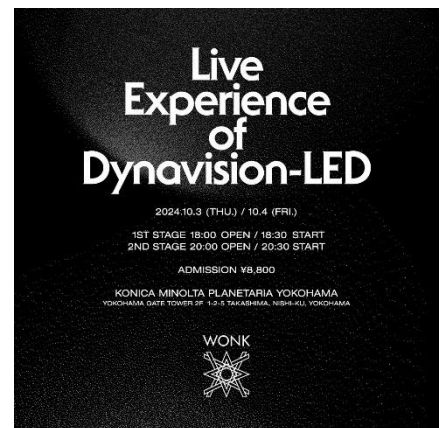 Live
Experience
of
Dynavision-LED
2024.10.3 (THU.) / 10.4 (FRI.)
1ST STAGE 18:00 OPEN / 18:30 START
2ND STAGE 20:00 OPEN / 20:30 START
ADMISSION ¥8,800
KONICA MINOLTA PLANETARIA YOKOHAMA
YOKOHAMA GATE TOWER 2F 1-2-5 TAKASHIMA, NISHI-KU, YOKOHAMA
WONK